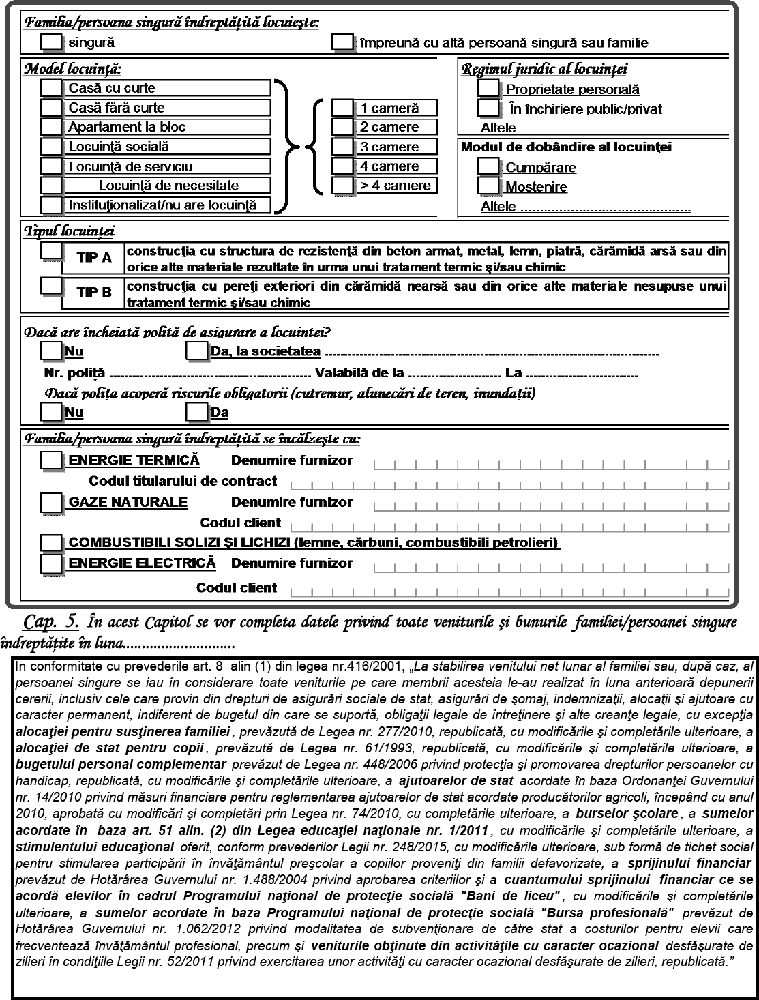 Familia/persoana singură îndreptăţită locuieşte:
singură
împreună cu altă persoană singură sau familie
Model locuinţă:
Casă cu curte
Casă fără curte
Apartament la bloc
Locuinţă socială
Locuinţă de serviciu
Locuinţă de necesitate
Instituţionalizat/nu are locuinţă
1 cameră
2 camere
3 camere
4 camere
> 4 camere
Regimul juridic al locuinţei
Proprietate personală
În închiriere public/privat
Altele ..........................................
Modul de dobândire al locuinţei
Cumpărare
Moştenire
Altele ..........................................
Tipul locuinţei
TIP A
construcţia cu structura de rezistenţă din beton armat, metal, lemn, piatră, cărămidă arsă sau din
orice alte materiale rezultate în urma unui tratament termic şi/sau chimic
TIP B
construcţia cu pereţi exteriori din cărămidă nearsă sau din orice alte materiale nesupuse unui
tratament termic şi/sau chimic
Dacă are încheiată poliţă de asigurare a locuintei?
Nu
Da, la societatea ......................................................................................
Nr. poliţă .................................................... Valabilă de la ........................ La .............................
Dacă poliţa acoperă riscurile obligatorii (cutremur, alunecări de teren, inundaţii)
Nu
Da
Familia/persoana singură îndreptăţită se încălzeşte cu:
ENERGIE TERMICĂ Denumire furnizor
Codul titularului de contract
GAZE NATURALE Denumire furnizor
Codul client
COMBUSTIBILI SOLIZI ŞI LICHIZI (lemne, cărbuni, combustibili petrolieri)
ENERGIE ELECTRICĂ Denumire furnizor
Codul client
Cap. 5. În acest Capitol se vor completa datele privind toate veniturile şi bunurile familiei/persoanei singure
îndreptăţite în luna.............................
În conformitate cu prevederile art. 8 alin (1) din legea nr.416/2001, „La stabilirea venitului net lunar al familiei sau, după caz, al
persoanei singure se iau în considerare toate veniturile pe care membrii acesteia le-au realizat în luna anterioară depunerii
cererii, inclusiv cele care provin din drepturi de asigurări sociale de stat, asigurări de şomaj, indemnizaţii, alocaţii şi ajutoare cu
caracter permanent, indiferent de bugetul din care se suportă, obligaţii legale de întreţinere şi alte creanţe legale, cu excepţia
alocaţiei pentru susţinerea familiei, prevăzută de Legea nr. 277/2010, republicată, cu modificările şi completările ulterioare, a
alocaţiei de stat pentru copii, prevăzută de Legea nr. 61/1993, republicată, cu modificările şi completările ulterioare, a
bugetului personal complementar prevăzut de Legea nr. 448/2006 privind protecţia şi promovarea drepturilor persoanelor cu
handicap, republicată, cu modificările şi completările ulterioare, a ajutoarelor de stat acordate în baza Ordonanţei Guvernului
nr. 14/2010 privind măsuri financiare pentru reglementarea ajutoarelor de stat acordate producătorilor agricoli, începând cu anul
2010, aprobată cu modificări şi completări prin Legea nr. 74/2010, cu completările ulterioare, a burselor şcolare, a sumelor
acordate în baza art. 51 alin. (2) din Legea educaţiei naţionale nr. 1/2011, cu modificările şi completările ulterioare, a
stimulentului educaţional oferit, conform prevederilor Legii nr. 248/2015, cu modificările ulterioare, sub formă de tichet social
pentru stimularea participării în învăţământul preşcolar a copiilor proveniţi din familii defavorizate, a sprijinului financiar
prevăzut de Hotărârea Guvernului nr. 1.488/2004 privind aprobarea criteriilor şi a cuantumului sprijinului financiar ce se
acordă elevilor în cadrul Programului naţional de protecţie socială "Bani de liceu", cu modificările şi completările
ulterioare, a sumelor acordate în baza Programului naţional de protecţie socială "Bursa profesională" prevăzut de
Hotărârea Guvernului nr. 1.062/2012 privind modalitatea de subvenţionare de către stat a costurilor pentru elevii care
frecventează învăţământul profesional, precum şi veniturile obţinute din activităţile cu caracter ocazional desfăşurate de
zilieri în condiţiile Legii nr. 52/2011 privind exercitarea unor activităţi cu caracter ocazional desfăşurate de zilieri, republicată.”